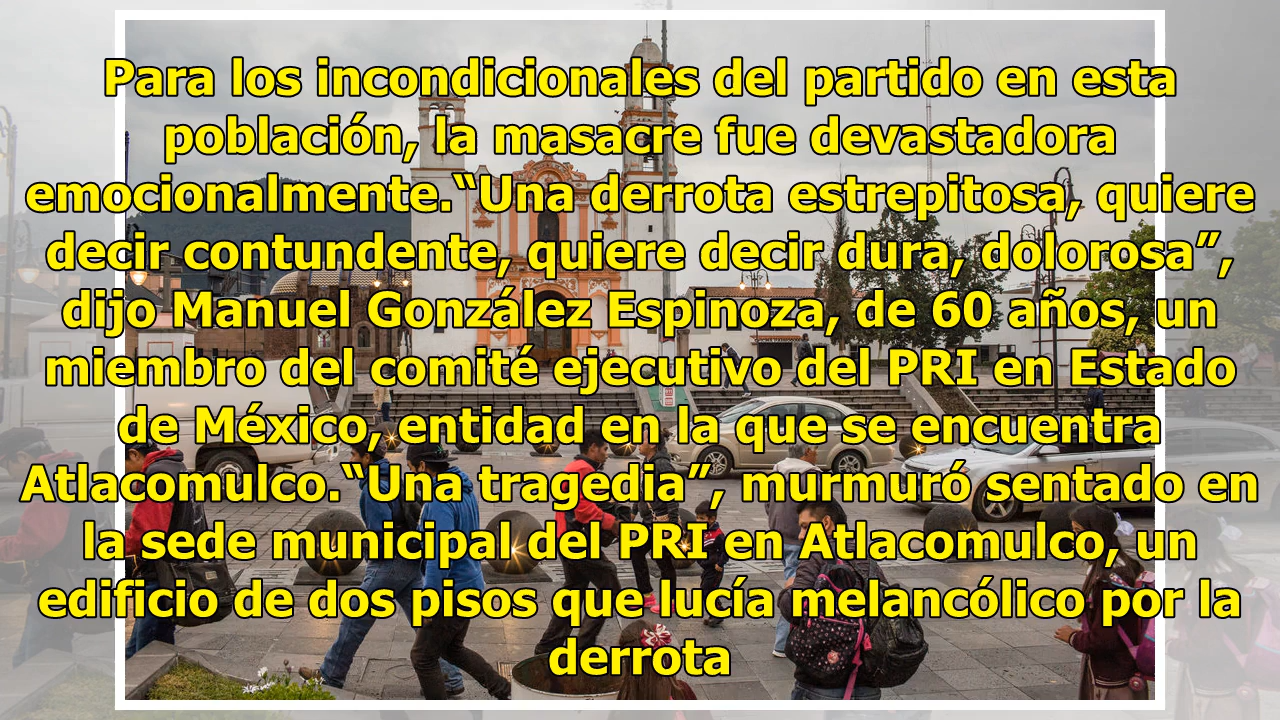 Para los incondicionales del partido en esta
población, la masacre fue devastadora
emocionalmente.“Una derrota estrepitosa, quiere
decir contundente, quiere decir dura, dolorosa”,
dijo Manuel González Espinoza, de 60 años, un
miembro del comité ejecutivo del PRI en Estado
de México, entidad en la que se encuentra
Atlacomulco.“Una tragedia”, murmuró sentado en
la sede municipal del PRI en Atlacomulco, un
edificio de dos pisos que lucía melancólico por la
derrota